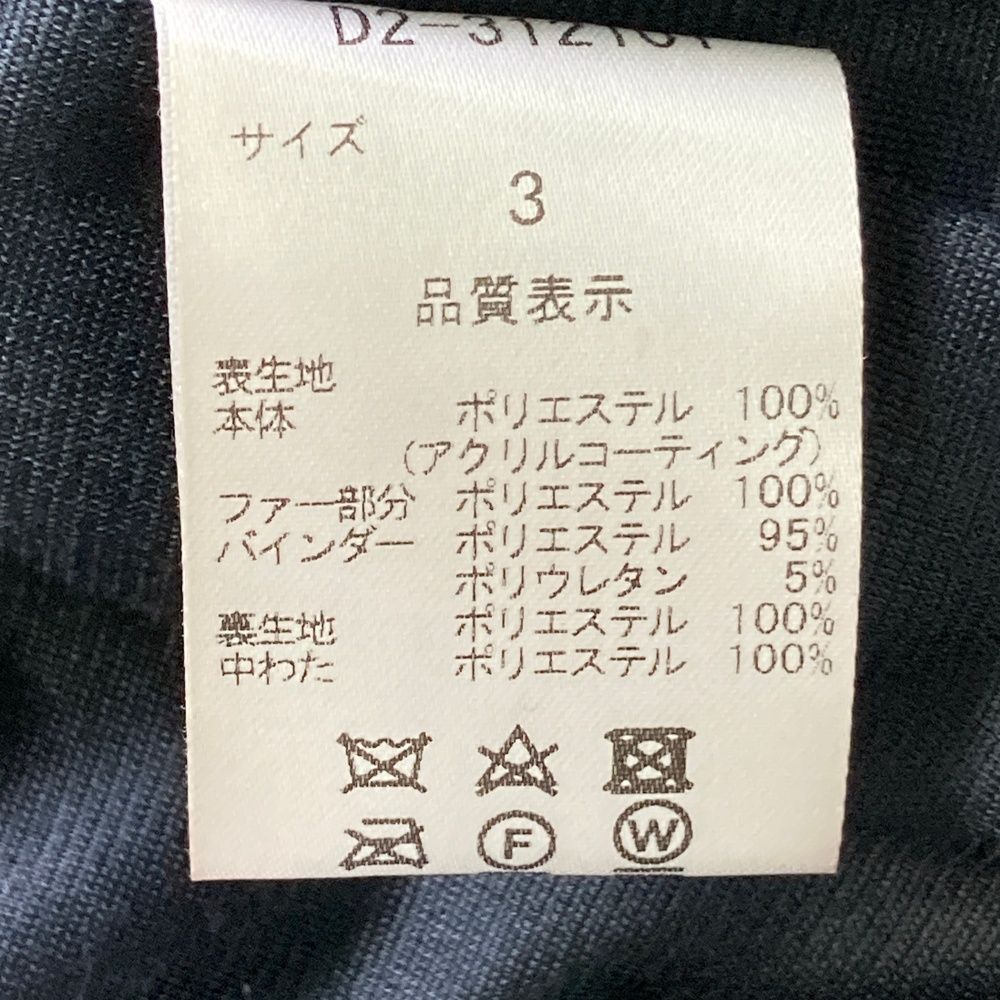 サイズ
3
品質表示
表生地
本体 ポリエステル 100%
(アクリルコーティング)
ファー部分 ポリエステル 100%
バインダー ポリエステル 95%
ポリウレタン 5%
裏生地 ポリエステル 100%
中わた ポリエステル 100%
F W